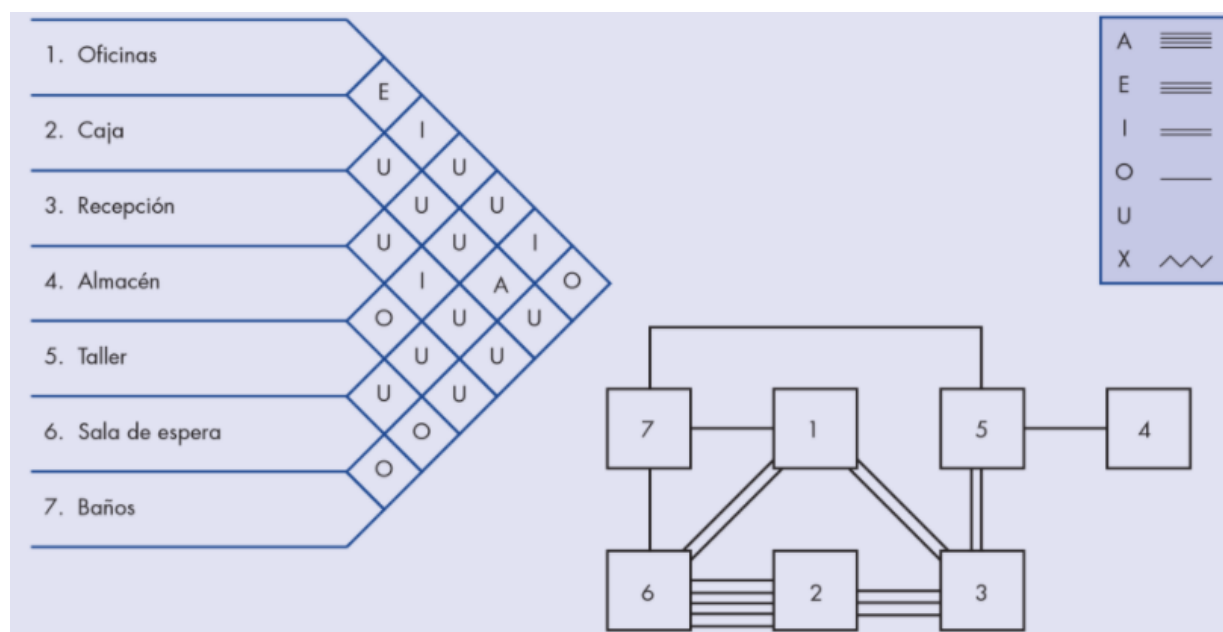 1. Oficinas
E
2. Caja I
U U
3. Recepción U U
U U I
4. Almacén I A O
O U U
5. Taller U U
U U
6. Sala de espera O
O
7. Baños
A
E
I
O
U
X
7 1 5 4
6 2 3